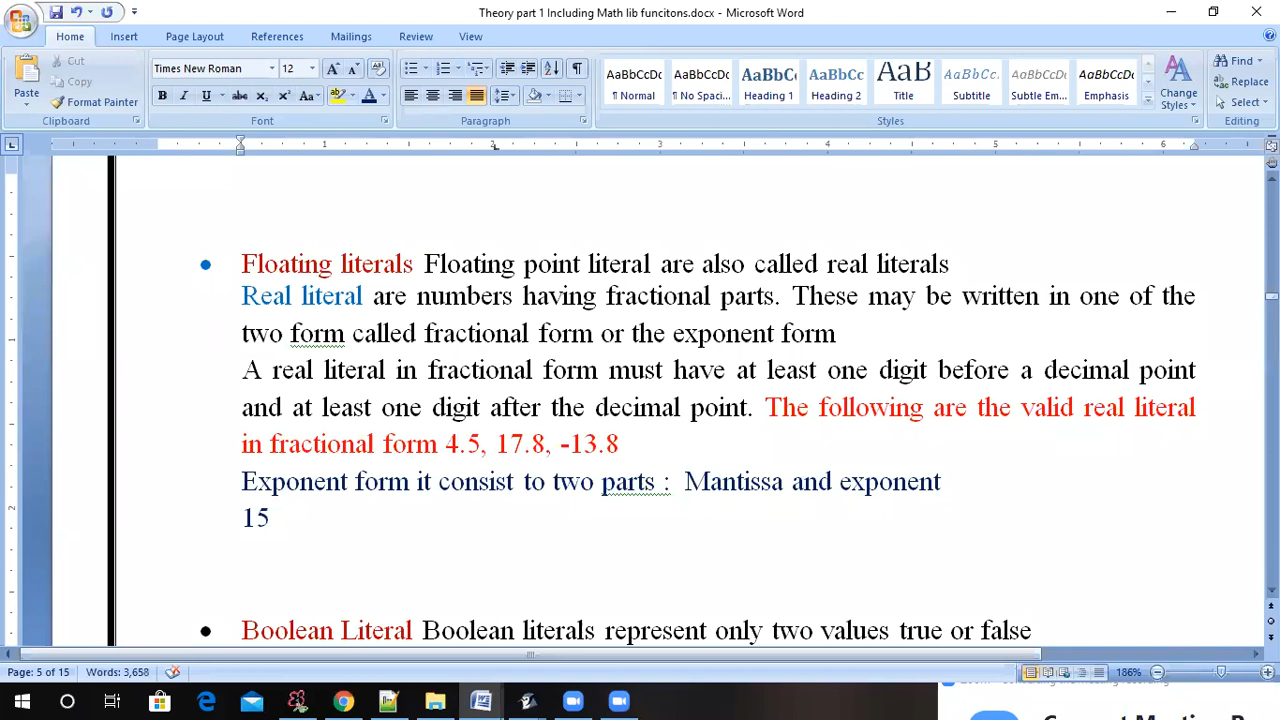 Theory part 1 Including Math lib funcitons.docx - Microsoft Word
Home Insert Page Layout References Mailings Review View
Paste Cut Copy Format Painter
Times New Roman 12
AaBbCcDc AaBbCcDc AaBbCc AaBbCc AaB AaBbCcL AaBbCcDc AaBbCcDc
¶ Normal ¶ No Spaci... Heading 1 Heading 2 Title Subtitle Subtle Em... Emphasis
Change Styles
Find Replace Select
Clipboard Font Paragraph Styles Editing
1 2 3 4 5 6
Floating literals Floating point literal are also called real literals
Real literal are numbers having fractional parts. These may be written in one of the
two form called fractional form or the exponent form
A real literal in fractional form must have at least one digit before a decimal point
and at least one digit after the decimal point. The following are the valid real literal
in fractional form 4.5, 17.8, -13.8
Exponent form it consist to two parts : Mantissa and exponent
15
Boolean Literal Boolean literals represent only two values true or false
Page: 5 of 15 Words: 3,658 186%